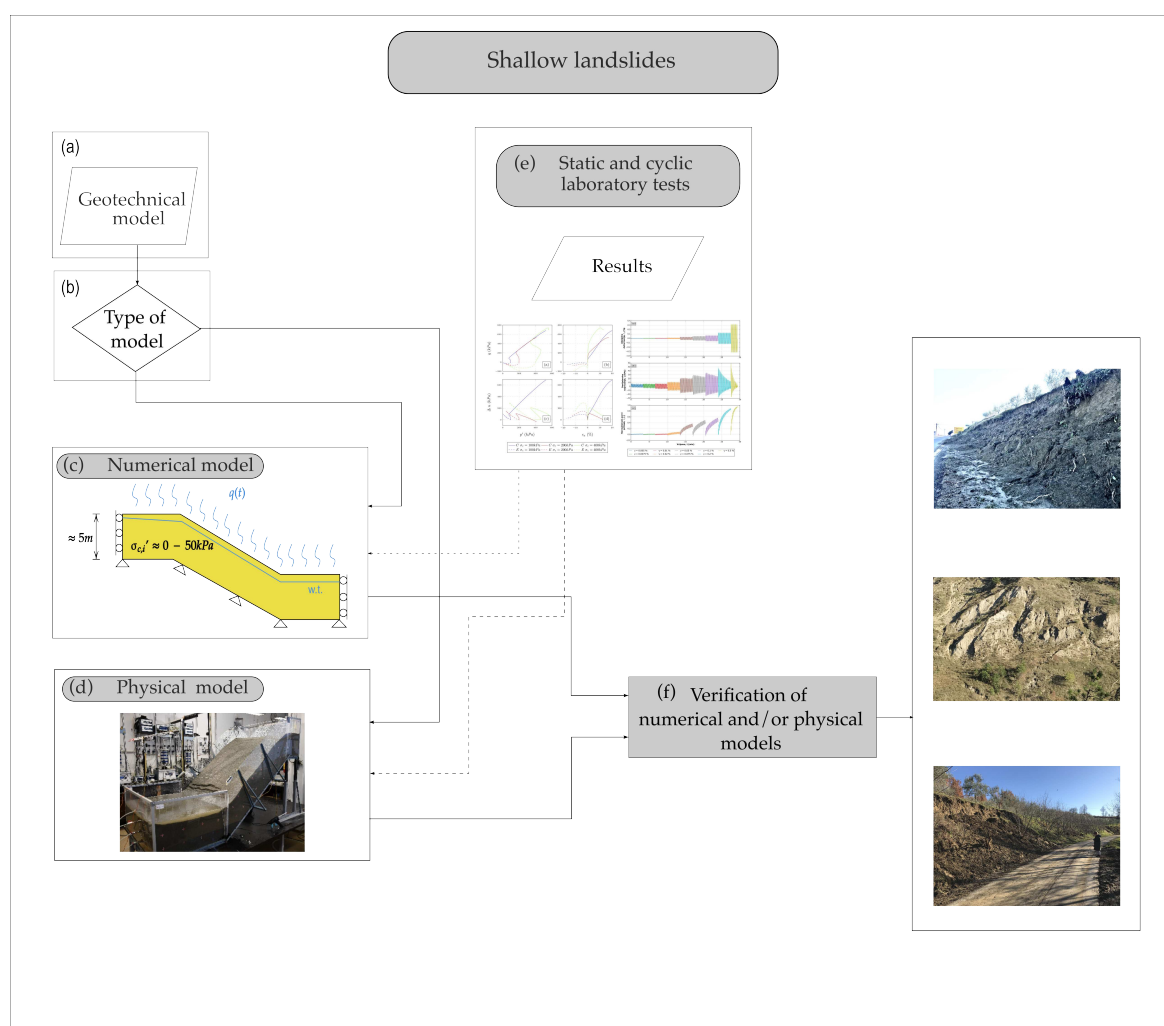 Shallow landslides
(a)
Geotechnical
model
(b)
Type of
model
(e) Static and cyclic
laboratory tests
Results
(c) Numerical model
q(t)
≈ 5m
σc,i′ ≈ 0 − 50kPa
w.t.
(d) Physical model
(f) Verification of
numerical and/or physical
models